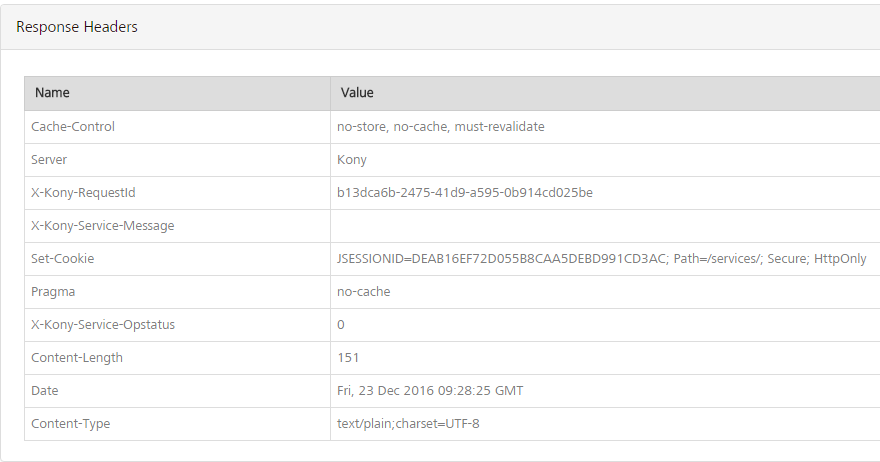 Response Headers
Name Value
Cache-Control no-store, no-cache, must-revalidate
Server Kony
X-Kony-RequestId b13dca6b-2475-41d9-a595-0b914cd025be
X-Kony-Service-Message
Set-Cookie JSESSIONID=DEAB16EF72D055B8CAA5DEBD991CD3AC; Path=/services/; Secure; HttpOnly
Pragma no-cache
X-Kony-Service-Opstatus 0
Content-Length 151
Date Fri, 23 Dec 2016 09:28:25 GMT
Content-Type text/plain;charset=UTF-8